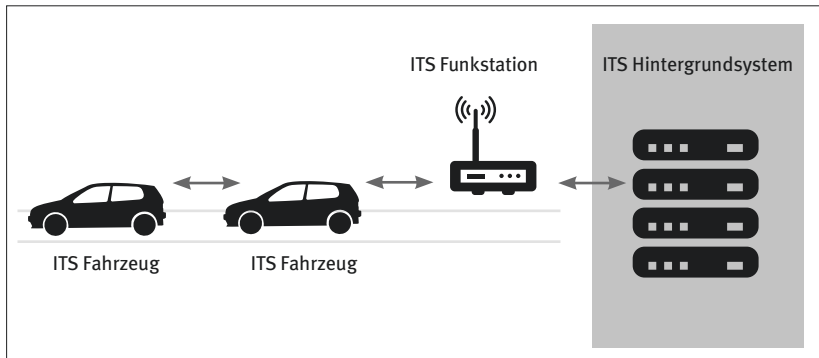 ITS Funkstation
ITS Hintergrundsystem
ITS Fahrzeug
ITS Fahrzeug